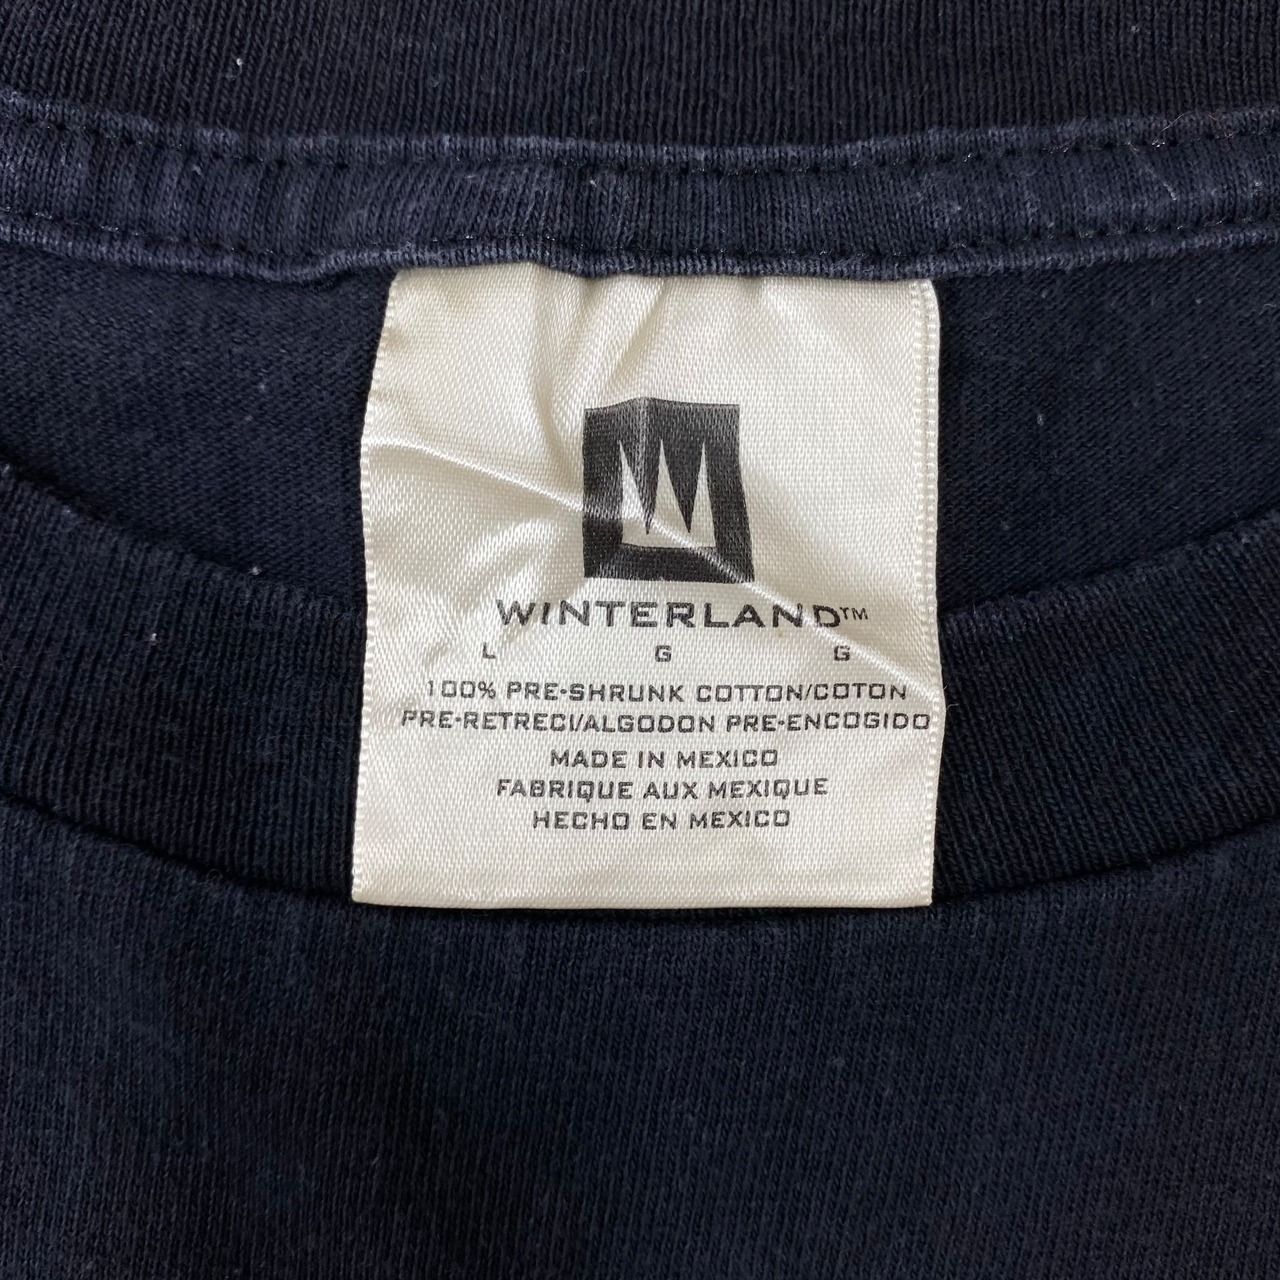 WINTERLAND™
L G G
100% PRE-SHRUNK COTTON/COTON
PRE-RETRECI/ALGODON PRE-ENCOGIDO
MADE IN MEXICO
FABRIQUE AUX MEXIQUE
HECHO EN MEXICO